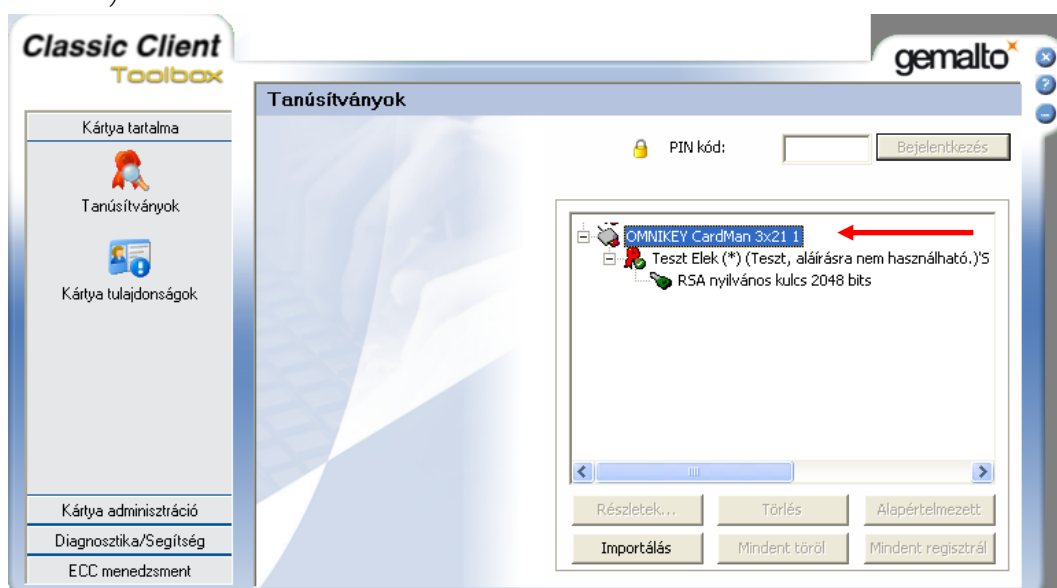 Classic Client
Toolbox
gemalto
Tanúsítványok
Kártya tartalma
Tanúsítványok
Kártya tulajdonságok
Kártya adminisztráció
Diagnosztika/Segítség
ECC menedzsment
PIN kód:
Bejelentkezés
OMNIKEY CardMan 3x21 1
Teszt Elek (*) (Teszt, aláírásra nem használható.)'S
RSA nyilvános kulcs 2048 bits
Részletek... Törlés Alapértelmezett
Importálás Mindent töröl Mindent regisztrál